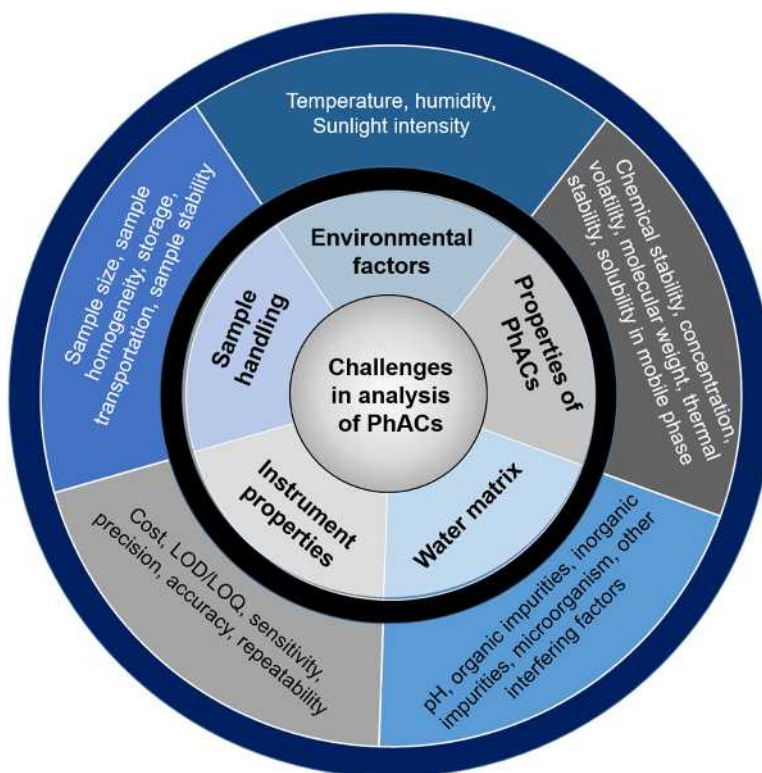 Temperature, humidity,
Sunlight intensity
Chemical stability, concentration,
volatility, molecular weight, thermal
stability, solubility in mobile phase
pH, organic impurities, inorganic
impurities, microorganism, other
interfering factors
Cost, LOD/LOQ, sensitivity,
precision, accuracy, repeatability
Sample size, sample
homogeneity, storage,
transportation, sample stability
Environmental
factors
Properties of
PhACs
Water matrix
Instrument
properties
Sample
handling
Challenges
in analysis
of PhACs